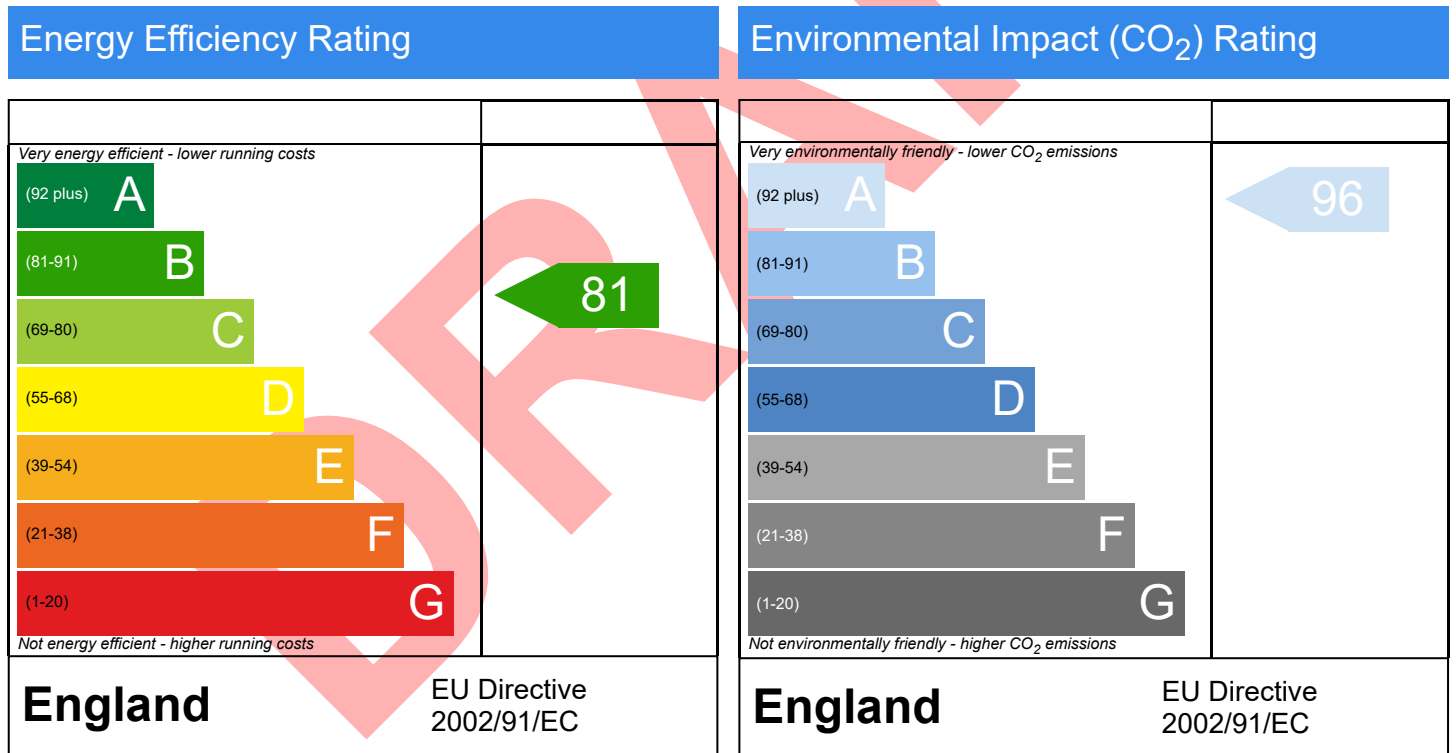 Energy Efficiency Rating
Very energy efficient - lower running costs
(92 plus) A
(81-91) B
(69-80) C
(55-68) D
(39-54) E
(21-38) F
(1-20) G
Not energy efficient - higher running costs
81
England
EU Directive
2002/91/EC
Environmental Impact (CO₂) Rating
Very environmentally friendly - lower CO₂ emissions
(92 plus) A
(81-91) B
(69-80) C
(55-68) D
(39-54) E
(21-38) F
(1-20) G
Not environmentally friendly - higher CO₂ emissions
96
England
EU Directive
2002/91/EC